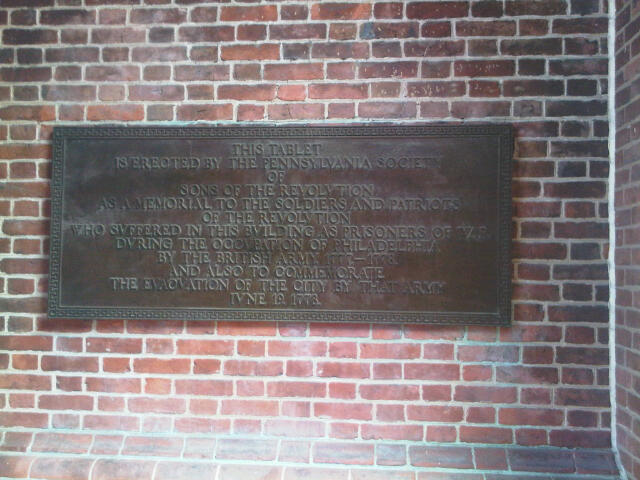 THIS TABLET
IS ERECTED BY THE PENNSYLVANIA SOCIETY
OF
SONS OF THE REVOLVTION
AS A MEMORIAL TO THE SOLDIERS AND PATRIOTS
OF THE REVOLVTION
WHO SVFFERED IN THIS BVILDING AS PRISONERS OF WAR
DVRING THE OCCVPATION OF PHILADELPHIA
BY THE BRITISH ARMY 1777–1778
AND ALSO TO COMMEMORATE
THE EVACVATION OF THE CITY BY THAT ARMY
IVNE 18, 1778.